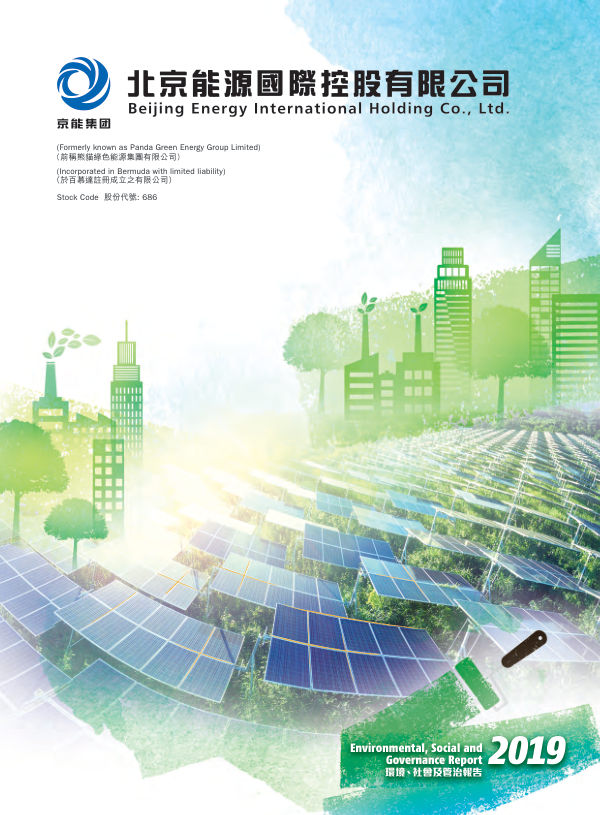 北京能源國際控股有限公司
Beijing Energy International Holding Co., Ltd.
京能集团
(Formerly known as Panda Green Energy Group Limited)
(前稱熊貓綠色能源集團有限公司)
(Incorporated in Bermuda with limited liability)
(於百慕達註冊成立之有限公司)
Stock Code 股份代號: 686
Environmental, Social and
Governance Report 2019
環境、社會及管治報告